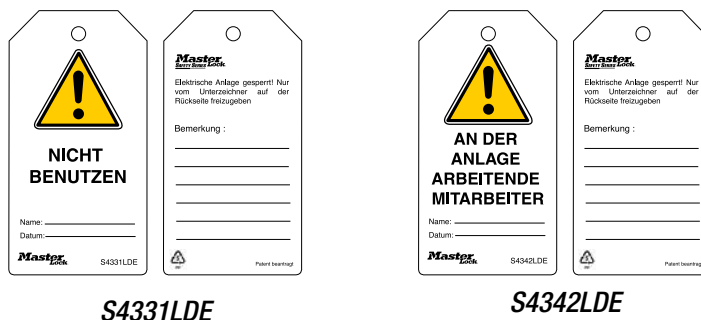 NICHT
BENUTZEN
Name:
Datum:
Master Lock
S4331LDE
Master Lock
SAFETY SERIES
Elektrische Anlage gesperrt! Nur
vom Unterzeichner auf der
Rückseite freizugeben
Bemerkung :
Patent beantragt
S4331LDE
AN DER
ANLAGE
ARBEITENDE
MITARBEITER
Name:
Datum:
Master Lock
S4342LDE
Master Lock
SAFETY SERIES
Elektrische Anlage gesperrt! Nur
vom Unterzeichner auf der
Rückseite freizugeben
Bemerkung :
Patent beantragt
S4342LDE